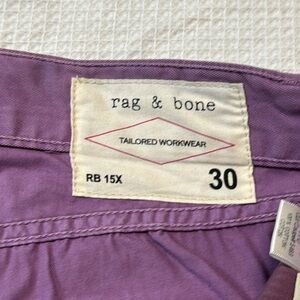 rag & bone
TAILORED WORKWEAR
RB 15X
30